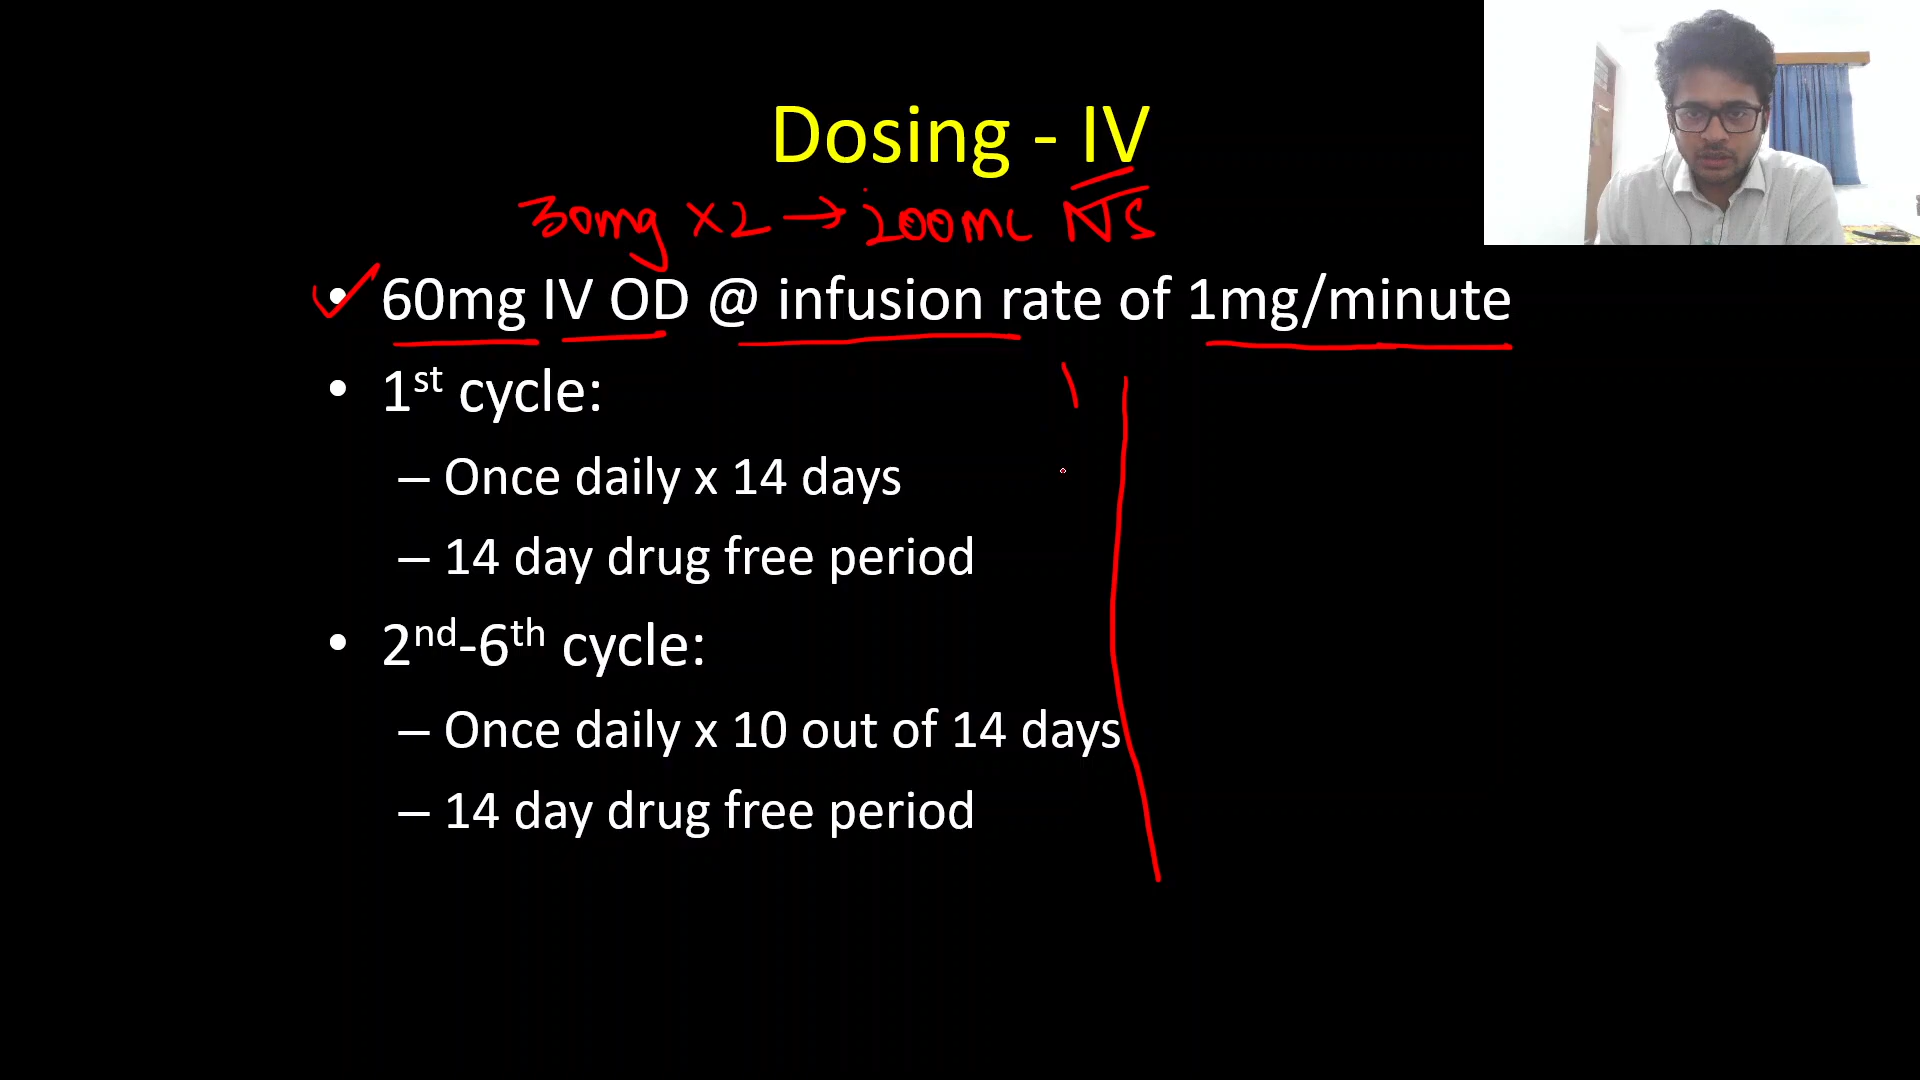 Dosing - IV
30mg x2 → 200mL NS
• 60mg IV OD @ infusion rate of 1mg/minute
• 1st cycle:
– Once daily x 14 days
– 14 day drug free period
• 2nd-6th cycle:
– Once daily x 10 out of 14 days
– 14 day drug free period